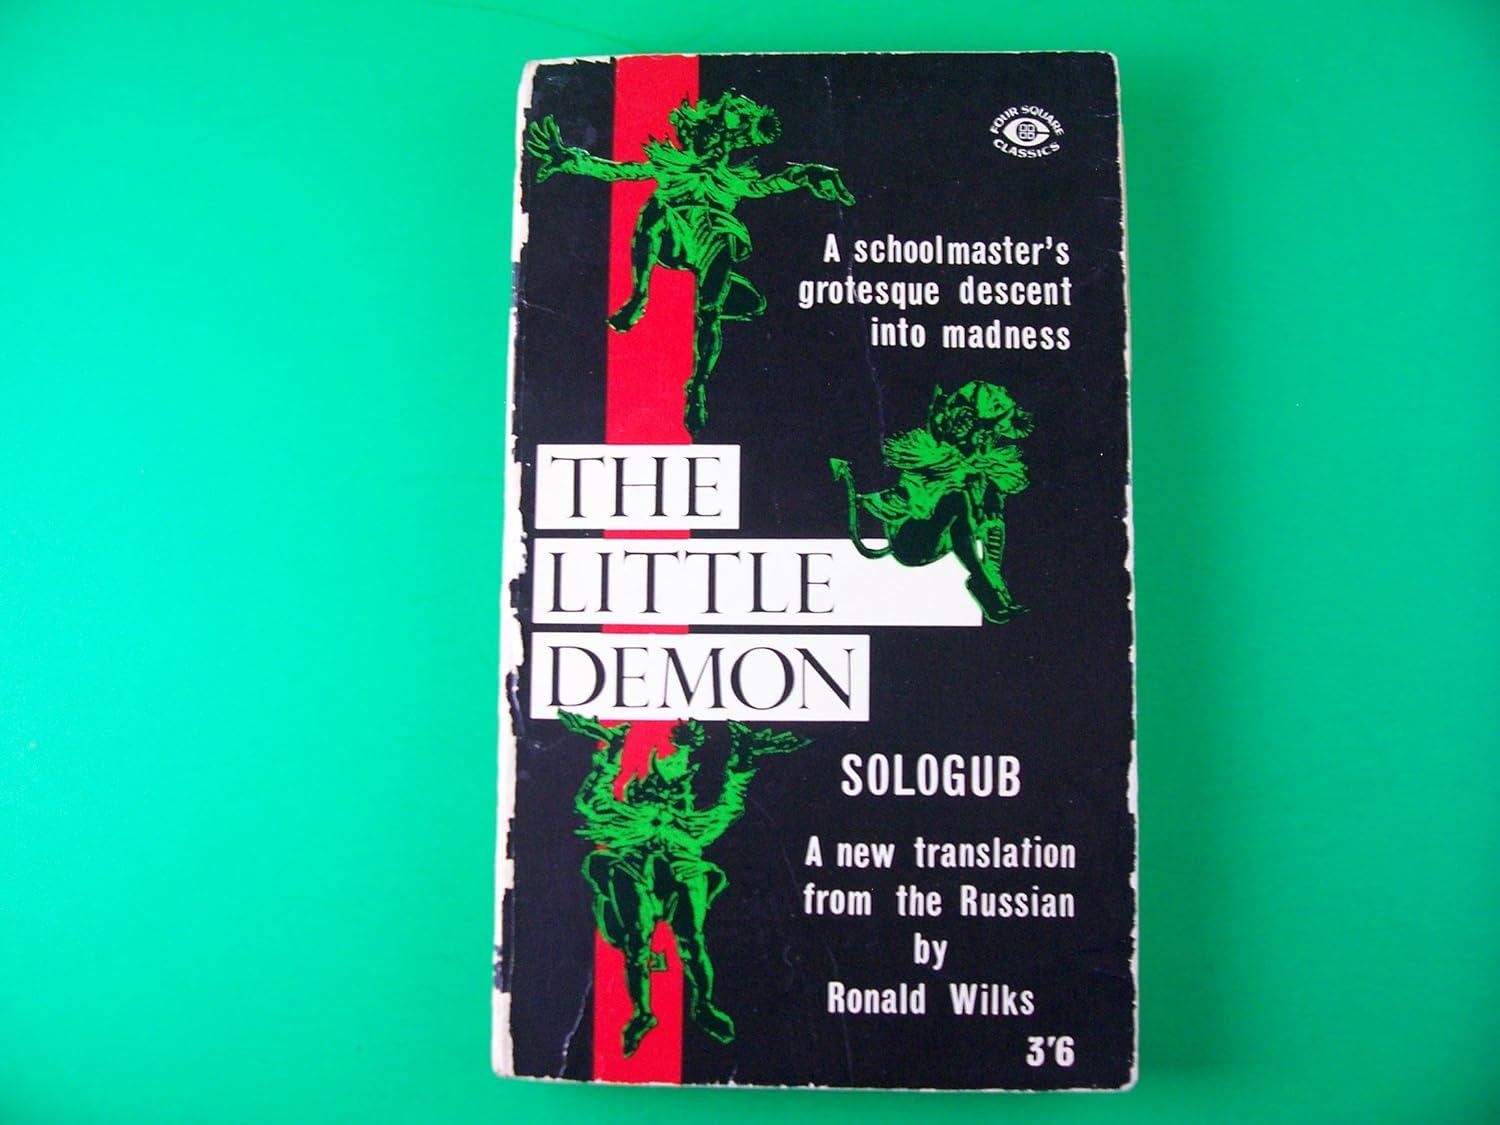 FOUR SQUARE
CLASSICS
A schoolmaster's
grotesque descent
into madness
THE
LITTLE
DEMON
SOLOGUB
A new translation
from the Russian
by
Ronald Wilks
3'6